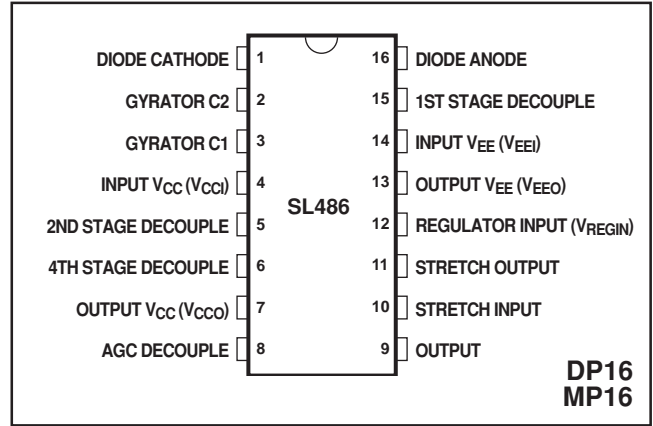 DIODE CATHODE 1 16 DIODE ANODE
GYRATOR C2 2 15 1ST STAGE DECOUPLE
GYRATOR C1 3 14 INPUT VEE (VEEI)
INPUT VCC (VCCI) 4 13 OUTPUT VEE (VEEO)
SL486
2ND STAGE DECOUPLE 5 12 REGULATOR INPUT (VREGIN)
4TH STAGE DECOUPLE 6 11 STRETCH OUTPUT
OUTPUT VCC (VCCO) 7 10 STRETCH INPUT
AGC DECOUPLE 8 9 OUTPUT
DP16
MP16